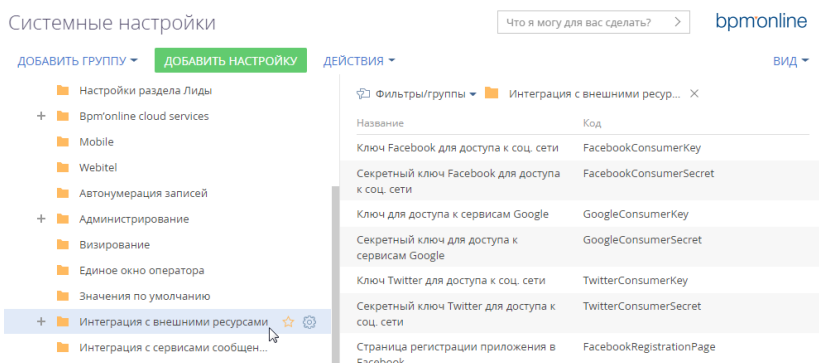 Системные настройки
Что я могу для вас сделать?
bpm'online
ДОБАВИТЬ ГРУППУ
ДОБАВИТЬ НАСТРОЙКУ
ДЕЙСТВИЯ
ВИД
Настройки раздела Лиды
Bpm'online cloud services
Mobile
Webitel
Автонумерация записей
Администрирование
Визирование
Единое окно оператора
Значения по умолчанию
Интеграция с внешними ресурсами
Интеграция с сервисами сообщен...
Фильтры/группы
Интеграция с внешними ресур...
Название Код
Ключ Facebook для доступа к соц. сети FacebookConsumerKey
Секретный ключ Facebook для доступа FacebookConsumerSecret
к соц. сети
Ключ для доступа к сервисам Google GoogleConsumerKey
Секретный ключ для доступа к GoogleConsumerSecret
сервисам Google
Ключ Twitter для доступа к соц. сети TwitterConsumerKey
Секретный ключ Twitter для доступа к TwitterConsumerSecret
соц. сети
Страница регистрации приложения в FacebookRegistrationPage
Facebook